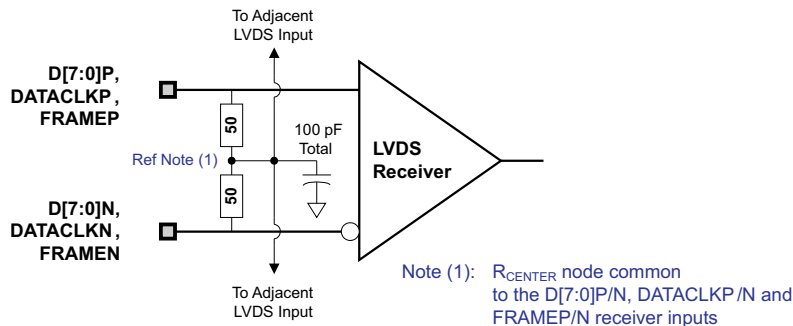 To Adjacent
LVDS Input
D[7:0]P,
DATACLKP,
FRAMEP
50
100 pF
Total
LVDS
Receiver
Ref Note (1)
50
D[7:0]N,
DATACLKN,
FRAMEN
To Adjacent
LVDS Input
Note (1): RCENTER node common
to the D[7:0]P/N, DATACLKP/N and
FRAMEP/N receiver inputs